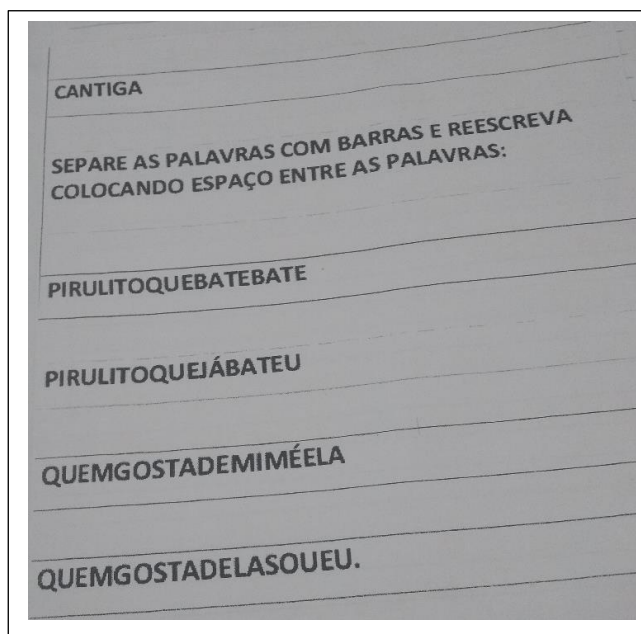 CANTIGA
SEPARE AS PALAVRAS COM BARRAS E REESCREVA
COLOCANDO ESPAÇO ENTRE AS PALAVRAS:
PIRULITOQUEBATEBATE
PIRULITOQUEJÁBATEU
QUEMGOSTADEMIMÉELA
QUEMGOSTADELASOUEU.